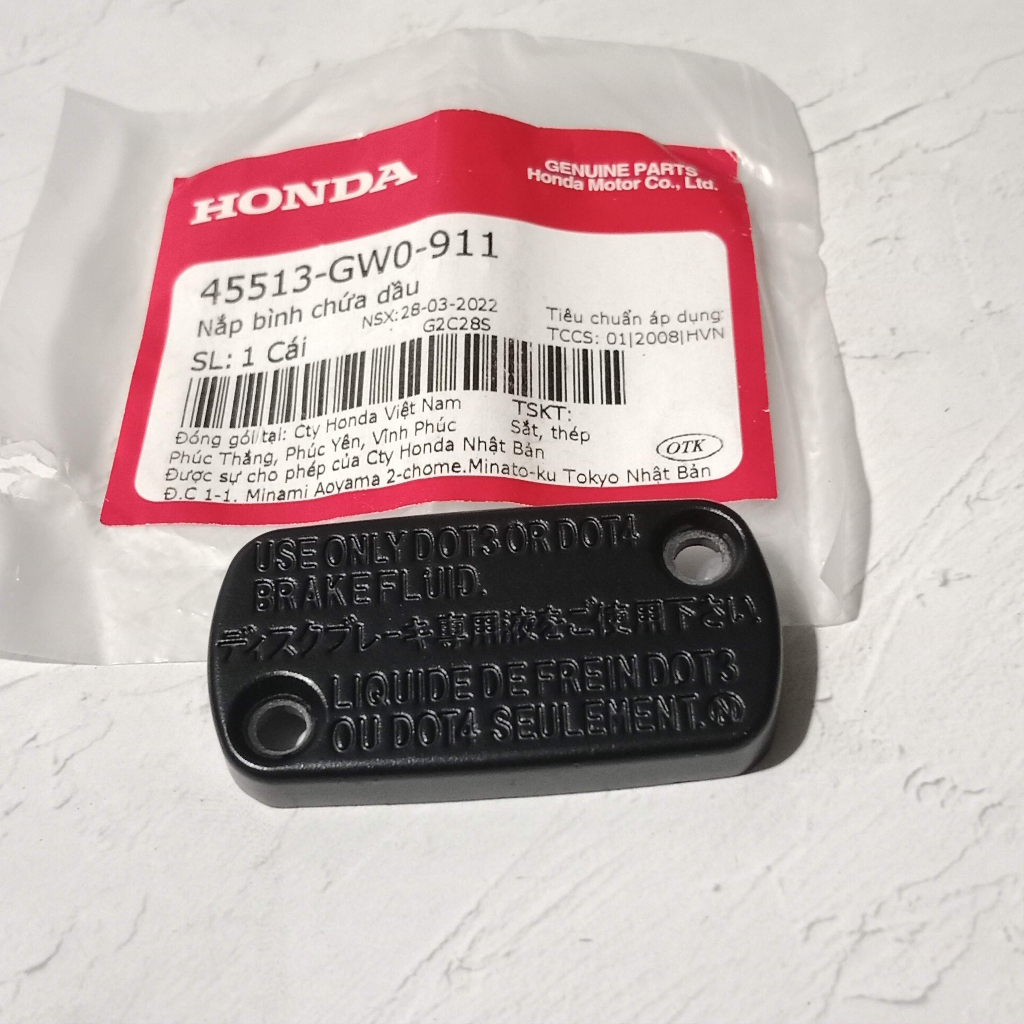 HONDA
GENUINE PARTS
Honda Motor Co., Ltd.
45513-GW0-911
Nắp bình chứa dầu
NSX: 28-03-2022
G2C28S
Tiêu chuẩn áp dụng:
TCCS: 01|2008|HVN
SL: 1 Cái
Đóng gói tại: Cty Honda Việt Nam
Phúc Thắng, Phúc Yên, Vĩnh Phúc
Được sự cho phép của Cty Honda Nhật Bản
Đ.C 1-1. Minami Aoyama 2-chome.Minato-ku Tokyo Nhật Bản
TSKT:
Sắt, thép
OTK
USE ONLY DOT3 OR DOT4
BRAKE FLUID.
ディスクブレーキ専用液をご使用下さい
LIQUIDE DE FREIN DOT3
OU DOT4 SEULEMENT.